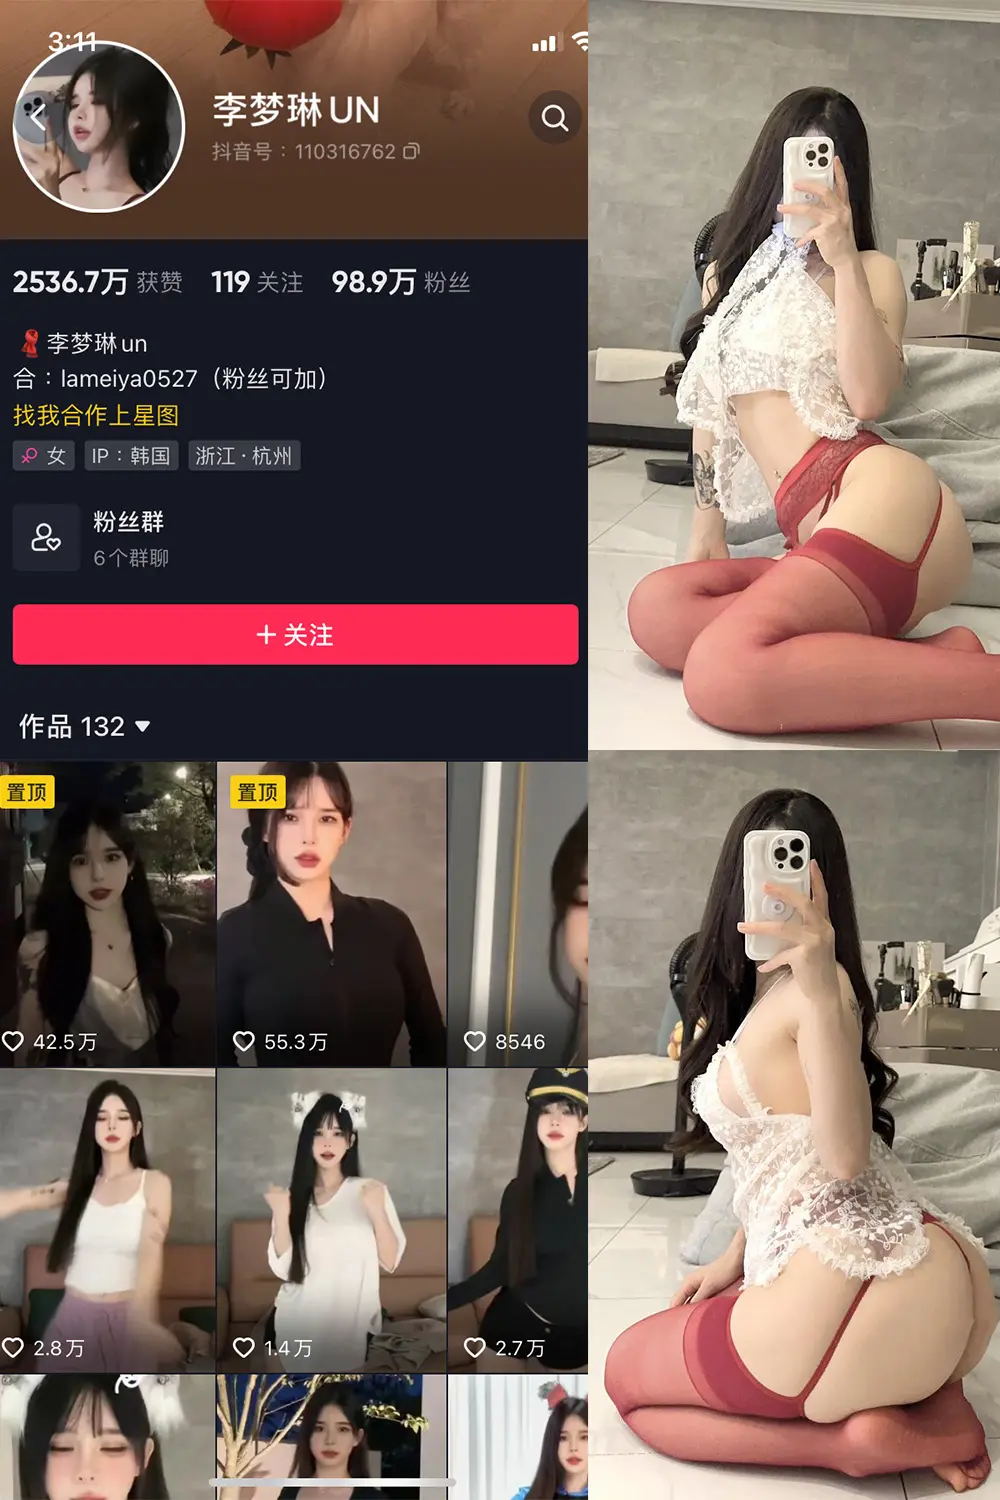 3:11
李梦琳UN
抖音号：110316762
2536.7万 获赞 119 关注 98.9万 粉丝
李梦琳un
合：lameiya0527（粉丝可加）
找我合作上星图
女 IP：韩国 浙江·杭州
粉丝群
6个群聊
+ 关注
作品 132
置顶 置顶
42.5万 55.3万 8546
2.8万 1.4万 2.7万